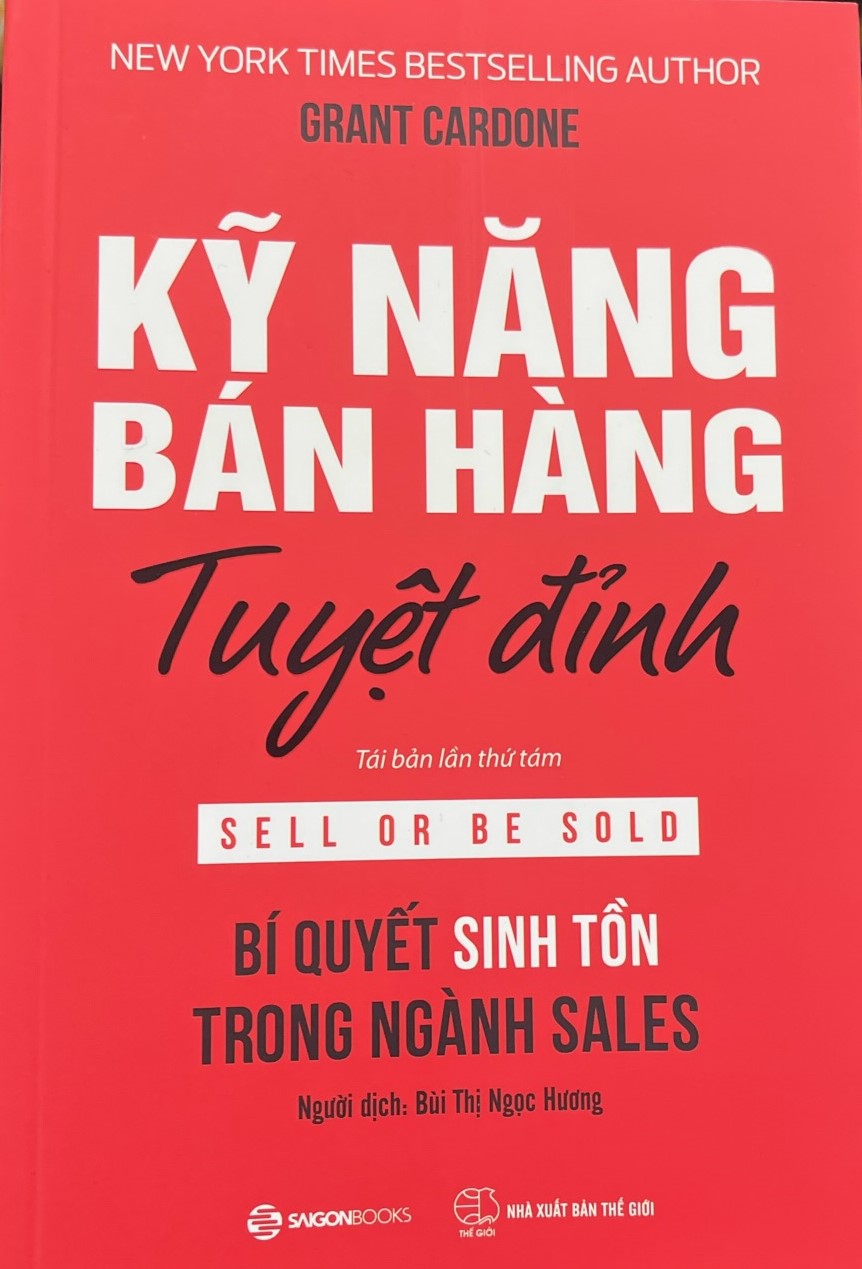 NEW YORK TIMES BESTSELLING AUTHOR
GRANT CARDONE
KỸ NĂNG
BÁN HÀNG
Tuyệt đỉnh
Tái bản lần thứ tám
SELL OR BE SOLD
BÍ QUYẾT SINH TỒN
TRONG NGÀNH SALES
Người dịch: Bùi Thị Ngọc Hương
SAIGONBOOKS
THẾ GIỚI
NHÀ XUẤT BẢN THẾ GIỚI